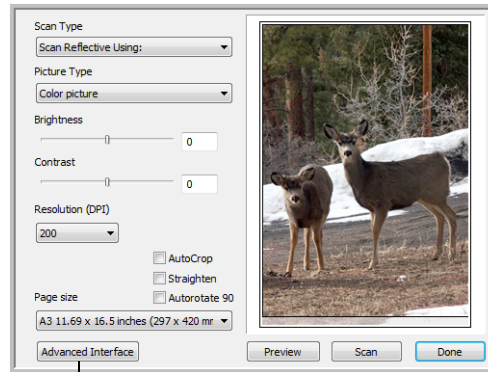 Scan Type
Scan Reflective Using:
Picture Type
Color picture
Brightness
0
Contrast
0
Resolution (DPI)
200
AutoCrop
Straighten
Page size
Autorotate 90
A3 11.69 x 16.5 inches (297 x 420 mr
Advanced Interface
Preview
Scan
Done